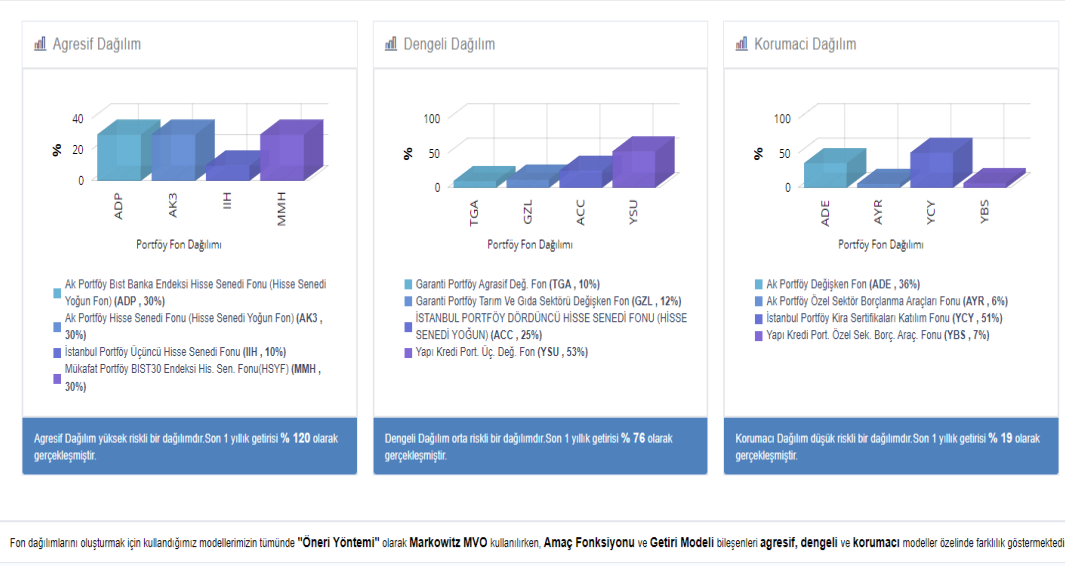 Agresif Dağılım
%
40
20
0
ADP
AK3
IIH
MMH
Portföy Fon Dağılımı
Ak Portföy Bıst Banka Endeksi Hisse Senedi Fonu (Hisse Senedi
Yoğun Fon) (ADP , 30%)
Ak Portföy Hisse Senedi Fonu (Hisse Senedi Yoğun Fon) (AK3 ,
30%)
İstanbul Portföy Üçüncü Hisse Senedi Fonu (IIH , 10%)
Mükafat Portföy BIST30 Endeksi His. Sen. Fonu(HSYF) (MMH ,
30%)
Agresif Dağılım yüksek riskli bir dağılımdır.Son 1 yıllık getirisi % 120 olarak
gerçekleşmiştir.
Dengeli Dağılım
%
100
50
0
TGA
GZL
ACC
YSU
Portföy Fon Dağılımı
Garanti Portföy Agrasif Değ. Fon (TGA , 10%)
Garanti Portföy Tarım Ve Gıda Sektörü Değişken Fon (GZL , 12%)
İSTANBUL PORTFÖY DÖRDÜNCÜ HİSSE SENEDİ FONU (HİSSE
SENEDİ YOĞUN) (ACC , 25%)
Yapı Kredi Port. Üç. Değ. Fon (YSU , 53%)
Dengeli Dağılım orta riskli bir dağılımdır.Son 1 yıllık getirisi % 76 olarak
gerçekleşmiştir.
Korumaci Dağılım
%
100
50
0
ADE
AYR
YCY
YBS
Portföy Fon Dağılımı
Ak Portföy Değişken Fon (ADE , 36%)
Ak Portföy Özel Sektör Borçlanma Araçları Fonu (AYR , 6%)
İstanbul Portföy Kira Sertifikaları Katılım Fonu (YCY , 51%)
Yapı Kredi Port. Özel Sek. Borç. Araç. Fonu (YBS , 7%)
Korumacı Dağılım düşük riskli bir dağılımdır.Son 1 yıllık getirisi % 19 olarak
gerçekleşmiştir.
Fon dağılımlarını oluşturmak için kullandığımız modellerimizin tümünde "Öneri Yöntemi" olarak Markowitz MVO kullanılırken, Amaç Fonksiyonu ve Getiri Modeli bileşenleri agresif, dengeli ve korumacı modeller özelinde farklılık göstermektedi